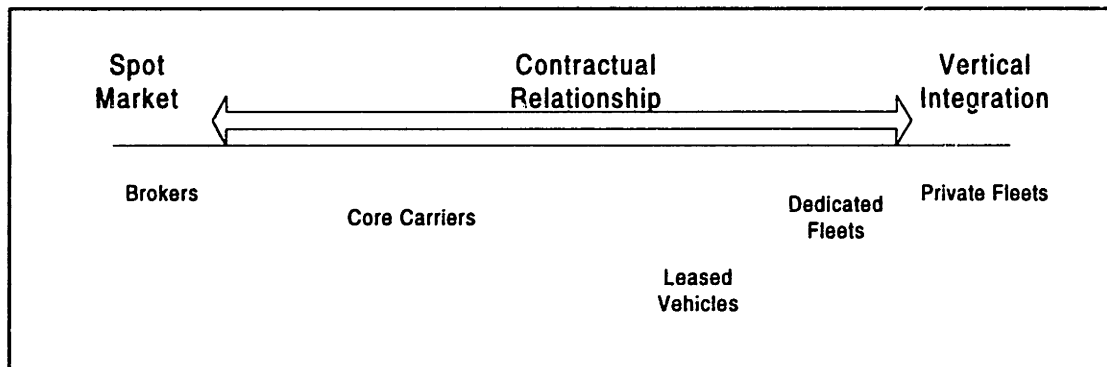 Spot
Market
Contractual
Relationship
Vertical
Integration
Brokers
Core Carriers
Leased
Vehicles
Dedicated
Fleets
Private Fleets